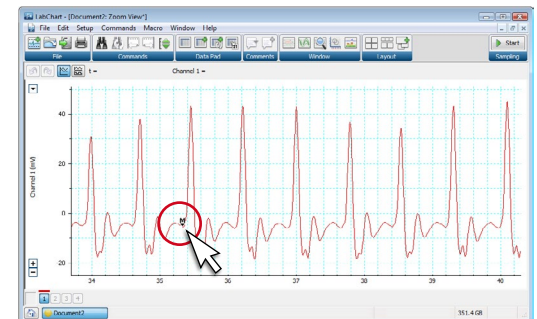 LabChart - [Document2: Zoom View*]
File Edit Setup Commands Macro Window Help
File Commands Data Pad Comments Window Layout Sampling
Start
t = Channel 1 =
Channel 1 (mV)
40
20
0
20
M
34 35 36 37 38 39 40
1 2 3 4
Document2 351.4 GB